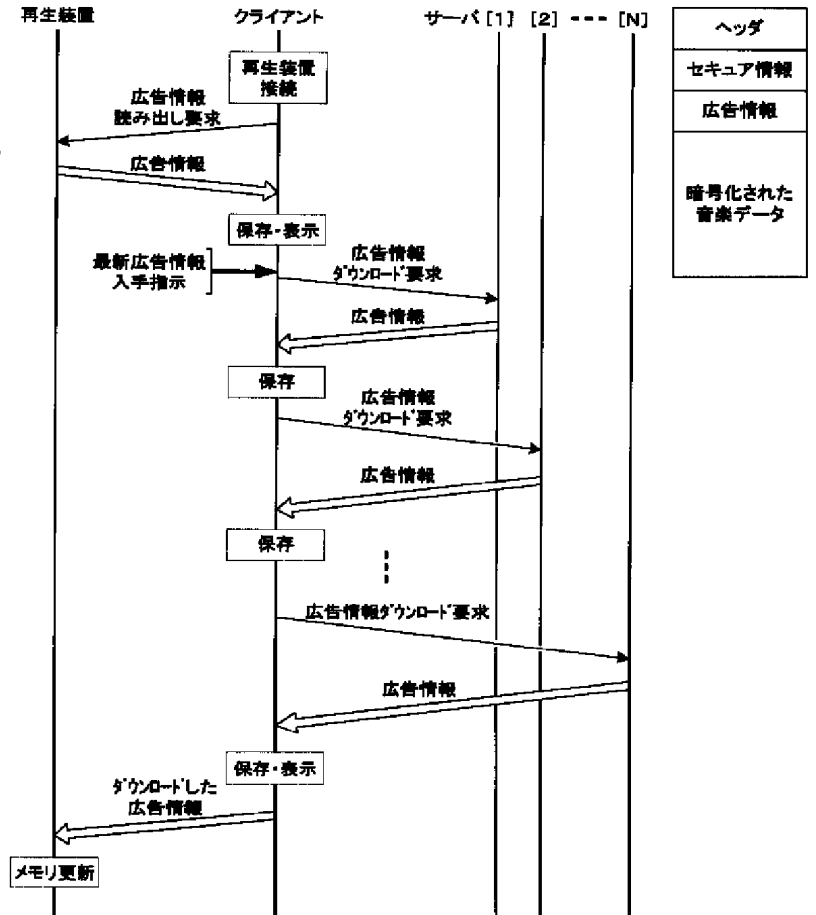 再生装置
クライアント
サーバ [1] [2] --- [N]
再生装置
接続
広告情報
読み出し要求
広告情報
保存・表示
最新広告情報
入手指示
広告情報
ダウンロード要求
広告情報
保存
広告情報
ダウンロード要求
広告情報
保存
広告情報ダウンロード要求
広告情報
保存・表示
ダウンロードした
広告情報
メモリ更新
ヘッダ
セキュア情報
広告情報
暗号化された
音楽データ